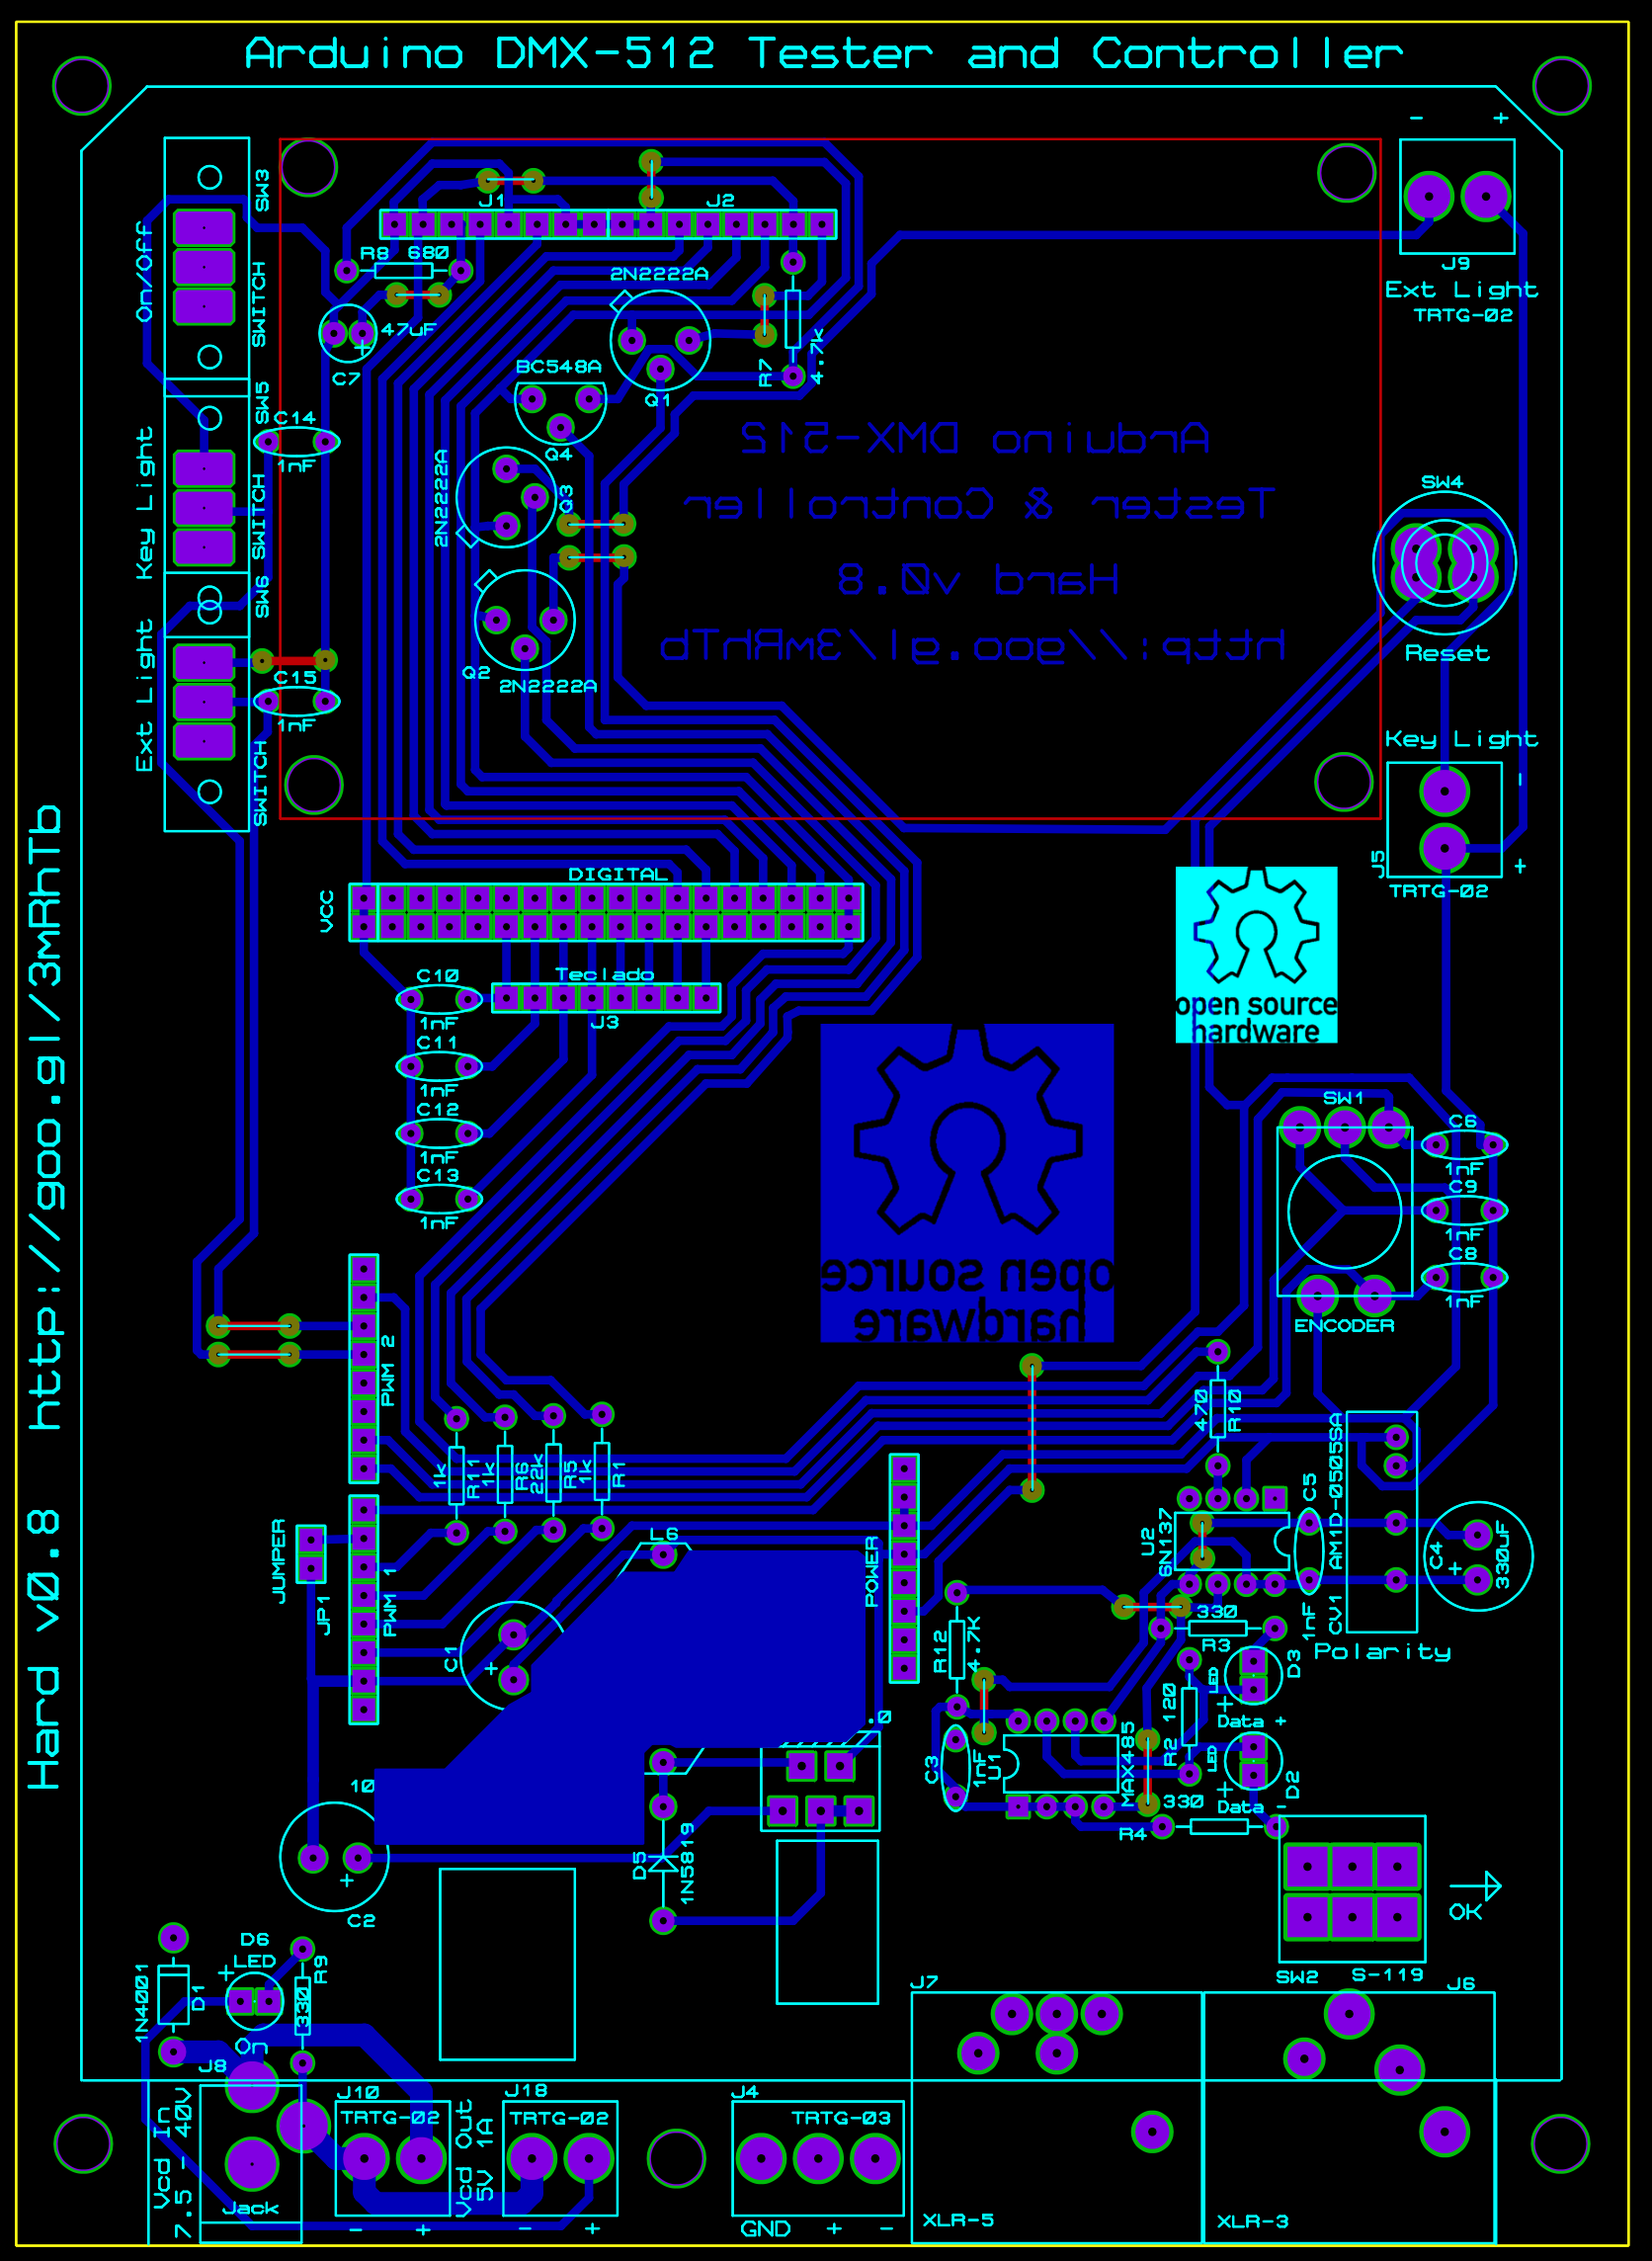 Arduino DMX-512 Tester and Controller
- +
SW3
J1
J2
On/Off
R8 680
2N2222A
J9
SWITCH
Ext Light
TRTG-02
47uF
+
R7
4.7k
C7
BC548A
Q1
SW5
C14
1nF
Arduino DMX-512
Q4
Key Light
2N2222A
Q3
SW4
SWITCH
Tester & Controller
Hard v0.8
SW6
http://goo.gl/3mRhTb
Reset
Q2
2N2222A
C15
1nF
Ext Light
SWITCH
Key Light
-
J5
+
TRTG-02
DIGITAL
VCC
C10
1nF
Teclado
J3
open source
hardware
C11
1nF
C12
1nF
C13
1nF
SW1
C6
1nF
C9
1nF
C8
1nF
ENCODER
open source
hardware
PWM 2
470
R10
1k
R11
1k
R6
22k
R5
1k
R1
JUMPER
JP1
PWM 1
L6
POWER
U2
6N137
C5
1nF
AM1D-0505SA
CV1
C4
+
330uF
C1
+
R12
4.7K
330
R3
Polarity
D3
LED
+
Data +
R2 120
C3
1nF
U1
MAX485
LED
D2
+
Data -
330
R4
.0
10
+
C2
D5
1N5819
OK
SW2
S-119
J6
J7
D6
LED
+
R9
330
1N4001
D1
On
J8
J10
TRTG-02
J18
TRTG-02
J4
TRTG-03
Vcd In
7.5 - 40V
Vcd Out
5V 1A
Jack
- +
- +
GND + -
XLR-5
XLR-3
Hard v0.8 http://goo.gl/3mRhTb